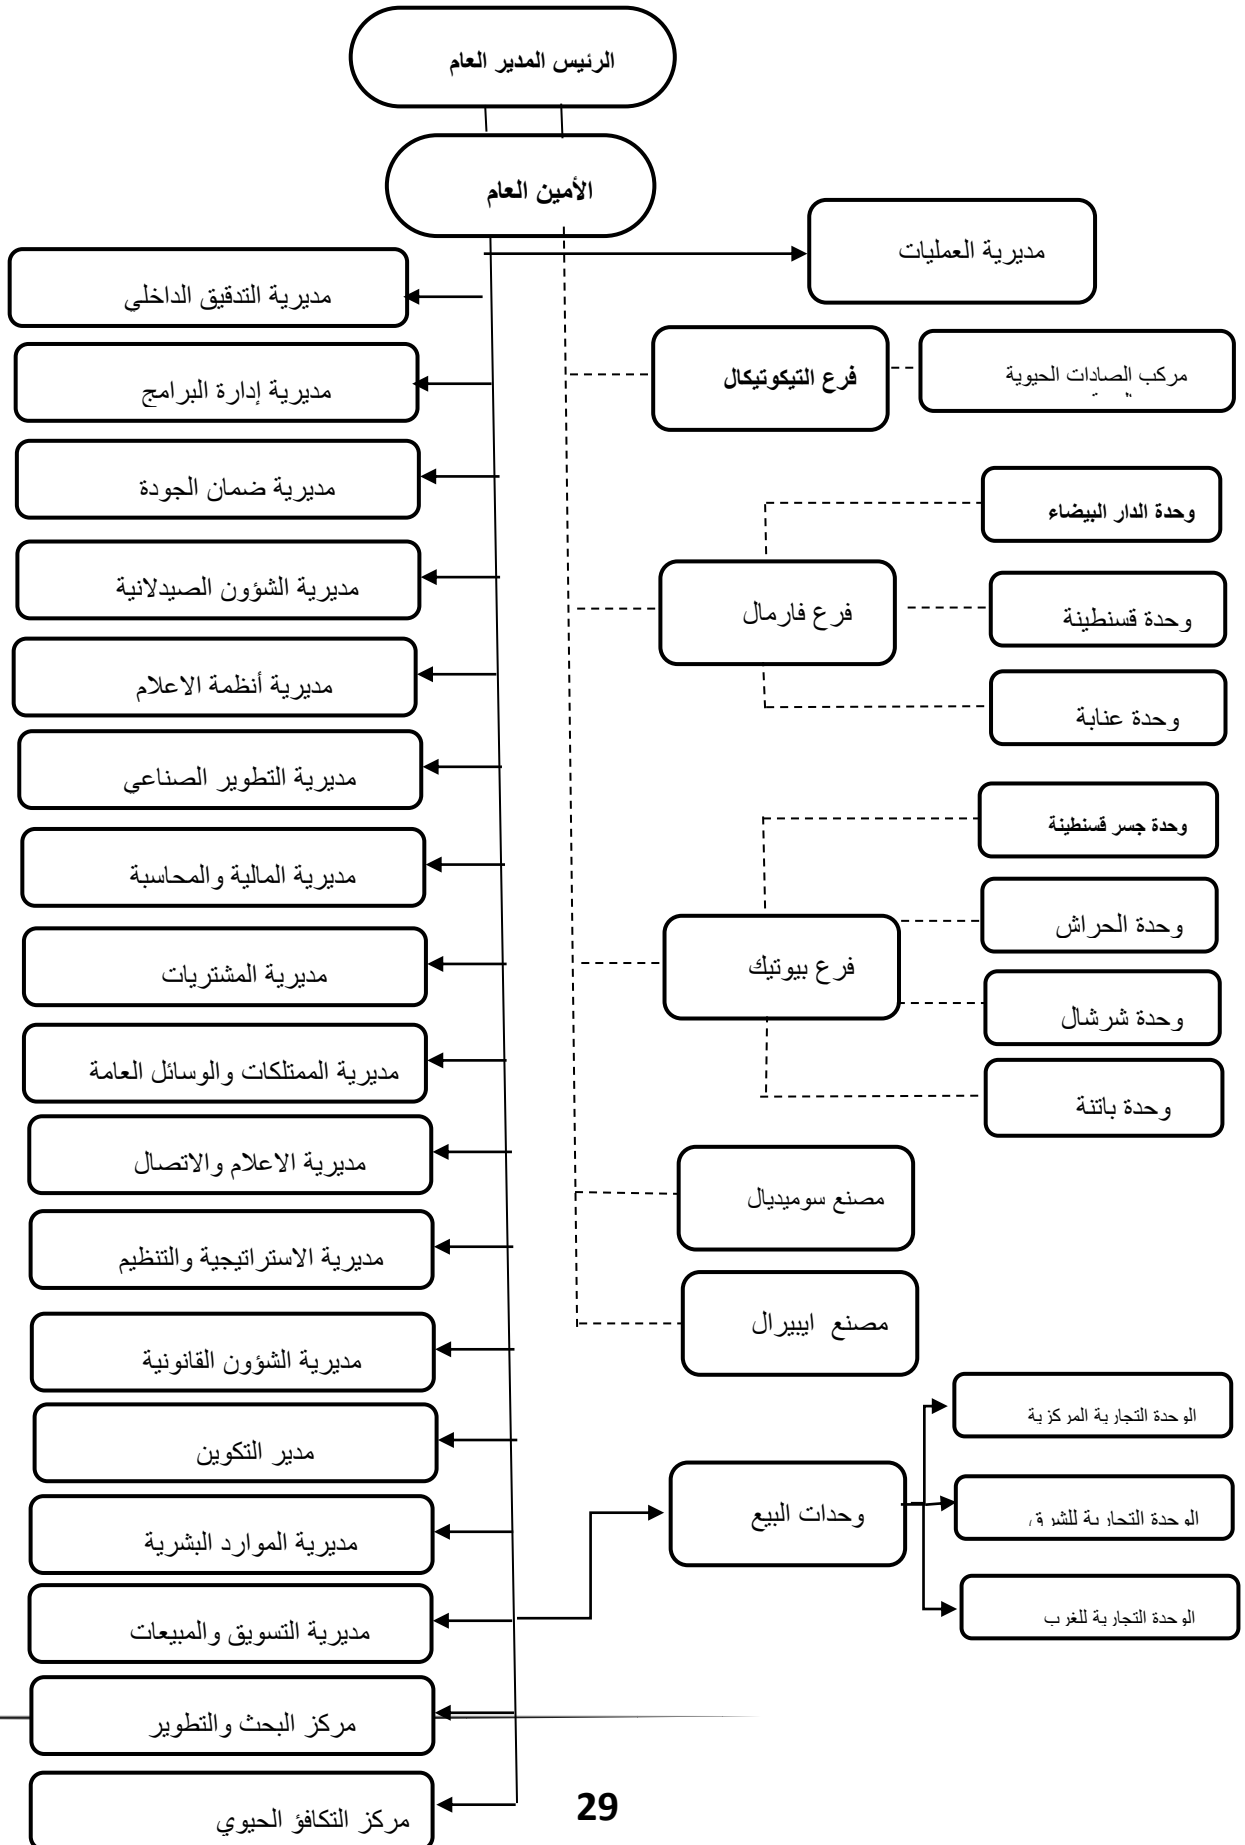 الرئيس المدير العام
الأمين العام
مديرية العمليات
مديرية التدقيق الداخلي
مديرية إدارة البرامج
مديرية ضمان الجودة
مديرية الشؤون الصيدلانية
مديرية أنظمة الاعلام
مديرية التطوير الصناعي
مديرية المالية والمحاسبة
مديرية المشتريات
مديرية الممتلكات والوسائل العامة
مديرية الاعلام والاتصال
مديرية الاستراتيجية والتنظيم
مديرية الشؤون القانونية
مدير التكوين
مديرية الموارد البشرية
مديرية التسويق والمبيعات
مركز البحث والتطوير
مركز التكافؤ الحيوي
فرع التيكوتيكال
مركب الصادات الحيوية
فرع فارمال
وحدة الدار البيضاء
وحدة قسنطينة
وحدة عنابة
فرع بيوتيك
وحدة جسر قسنطينة
وحدة الحراش
وحدة شرشال
وحدة باتنة
مصنع سوميديال
مصنع ايبيرال
وحدات البيع
الوحدة التجارية المركزية
الوحدة التجارية للشرق
الوحدة التجارية للغرب
29